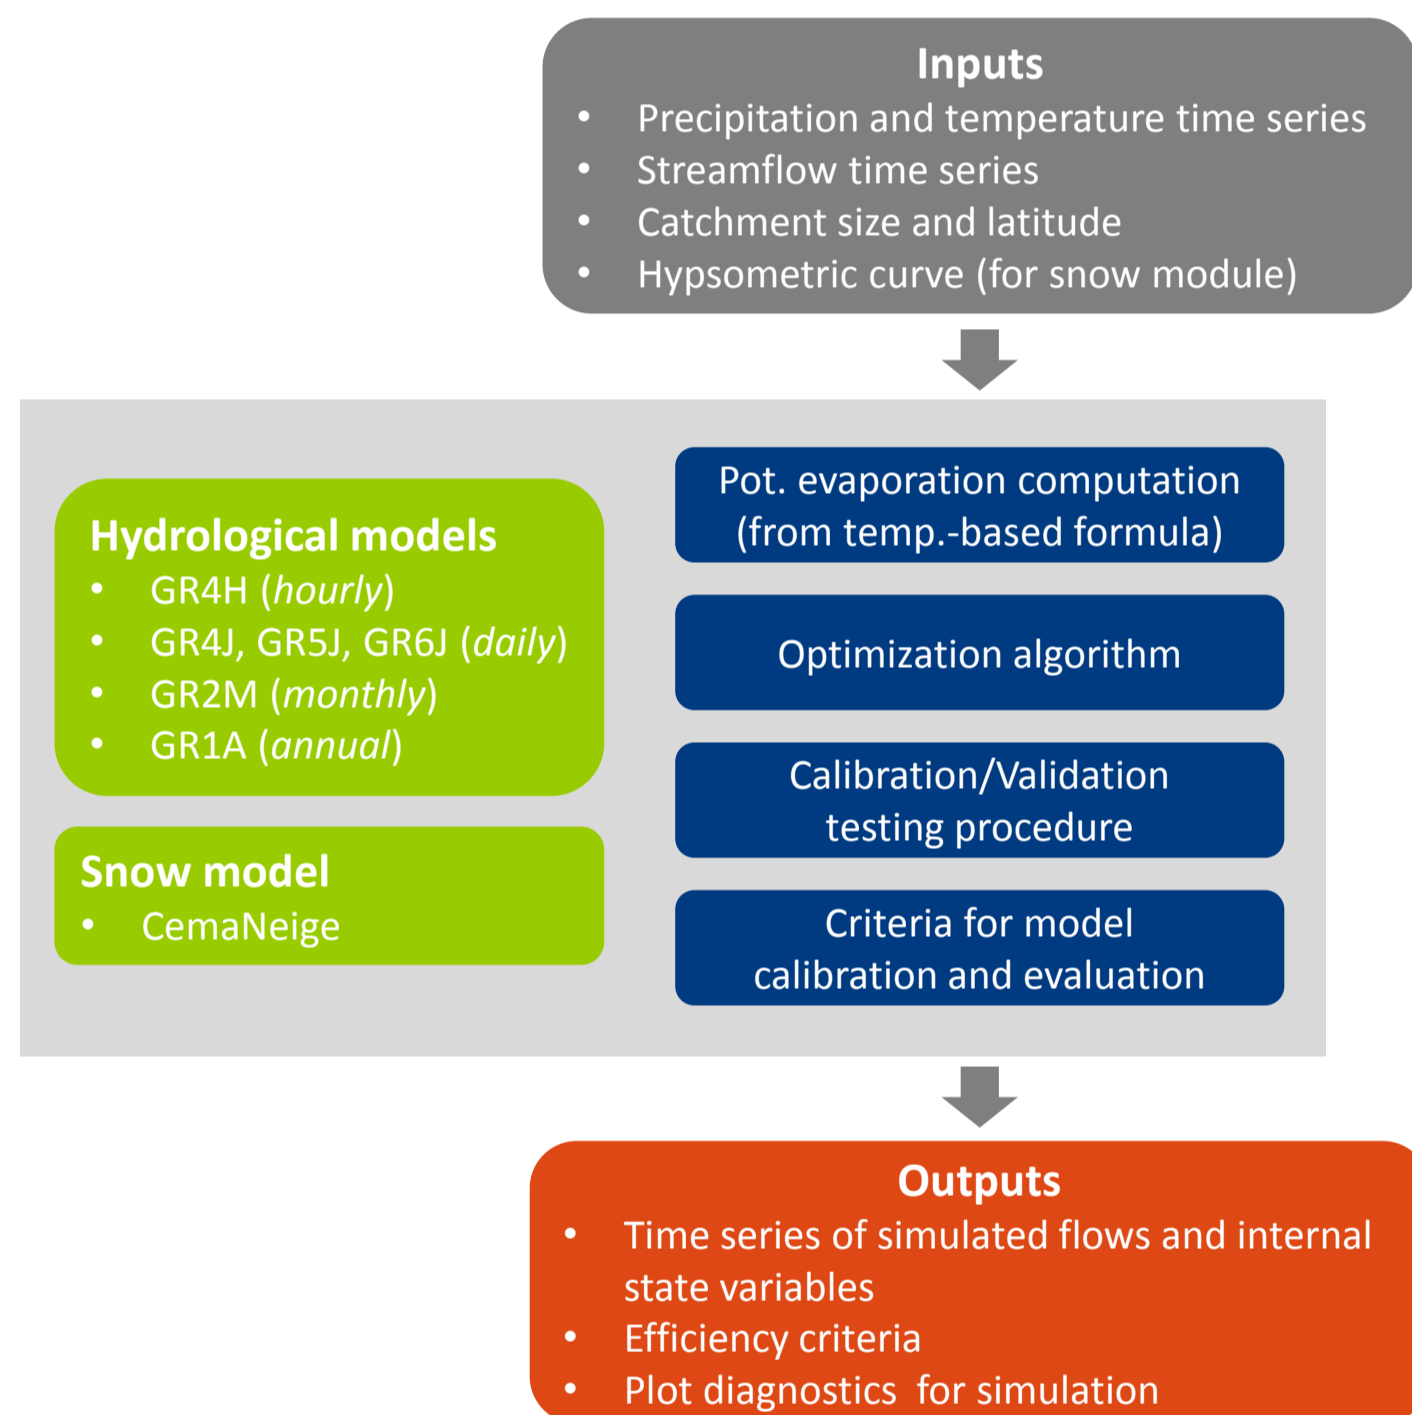 Inputs
• Precipitation and temperature time series
• Streamflow time series
• Catchment size and latitude
• Hypsometric curve (for snow module)
Hydrological models
• GR4H (hourly)
• GR4J, GR5J, GR6J (daily)
• GR2M (monthly)
• GR1A (annual)
Snow model
• CemaNeige
Pot. evaporation computation
(from temp.-based formula)
Optimization algorithm
Calibration/Validation
testing procedure
Criteria for model
calibration and evaluation
Outputs
• Time series of simulated flows and internal
state variables
• Efficiency criteria
• Plot diagnostics for simulation